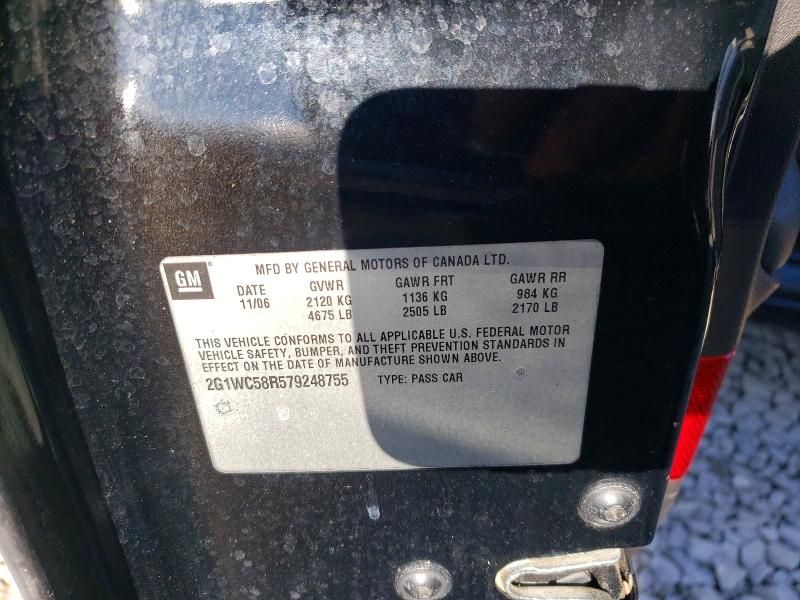 GM
MFD BY GENERAL MOTORS OF CANADA LTD.
DATE GVWR GAWR FRT GAWR RR
11/06 2120 KG 1136 KG 984 KG
4675 LB 2505 LB 2170 LB
THIS VEHICLE CONFORMS TO ALL APPLICABLE U.S. FEDERAL MOTOR
VEHICLE SAFETY, BUMPER, AND THEFT PREVENTION STANDARDS IN
EFFECT ON THE DATE OF MANUFACTURE SHOWN ABOVE.
2G1WC58R579248755 TYPE: PASS CAR